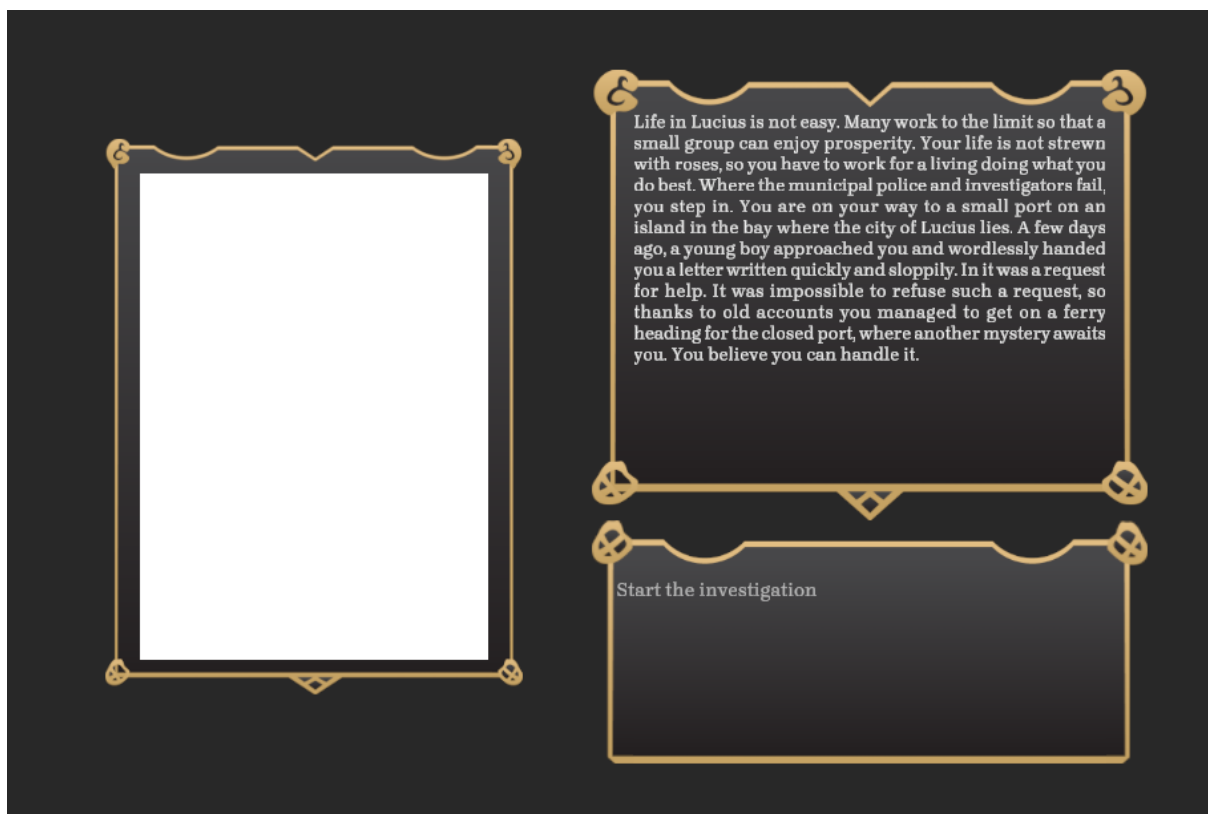 Life in Lucius is not easy. Many work to the limit so that a
small group can enjoy prosperity. Your life is not strewn
with roses, so you have to work for a living doing what you
do best. Where the municipal police and investigators fail,
you step in. You are on your way to a small port on an
island in the bay where the city of Lucius lies. A few days
ago, a young boy approached you and wordlessly handed
you a letter written quickly and sloppily. In it was a request
for help. It was impossible to refuse such a request, so
thanks to old accounts you managed to get on a ferry
heading for the closed port, where another mystery awaits
you. You believe you can handle it.
Start the investigation